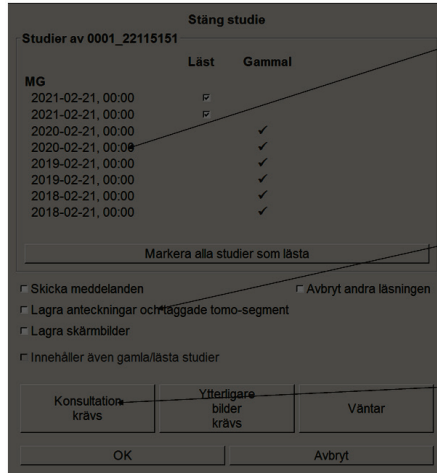 Stäng studie
Studier av 0001_22115151
Läst Gammal
MG
2021-02-21, 00:00
2021-02-21, 00:00
2020-02-21, 00:00
2020-02-21, 00:00
2019-02-21, 00:00
2019-02-21, 00:00
2018-02-21, 00:00
2018-02-21, 00:00
Markera alla studier som lästa
Skicka meddelanden Avbryt andra läsningen
Lagra anteckningar och taggade tomo-segment
Lagra skärmbilder
Innehåller även gamla/lästa studier
Konsultation
krävs
Ytterligare
bilder
krävs
Väntar
OK Avbryt